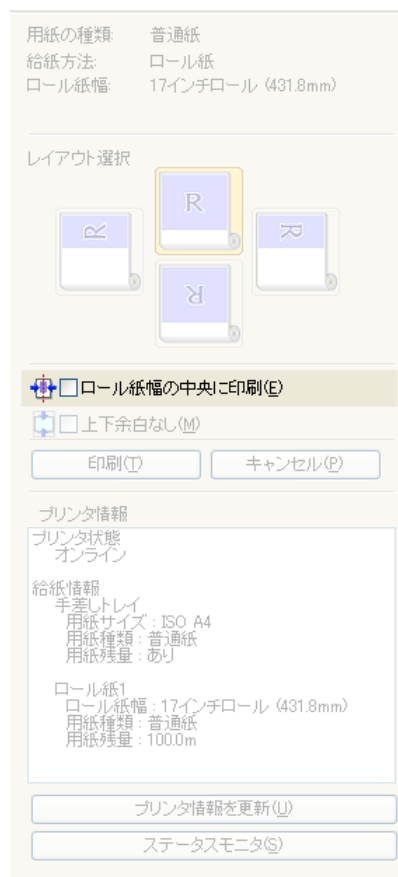 用紙の種類: 普通紙
給紙方法: ロール紙
ロール紙幅: 17インチロール (431.8mm)
レイアウト選択
R
R
R
R
ロール紙幅の中央に印刷(E)
上下余白なし(M)
印刷(T) キャンセル(P)
プリンタ情報
プリンタ状態
オンライン
給紙情報
手差しトレイ
用紙サイズ : ISO A4
用紙種類 : 普通紙
用紙残量 : あり
ロール紙1
ロール紙幅 : 17インチロール (431.8mm)
用紙種類 : 普通紙
用紙残量 : 100.0m
プリンタ情報を更新(U)
ステータスモニタ(S)